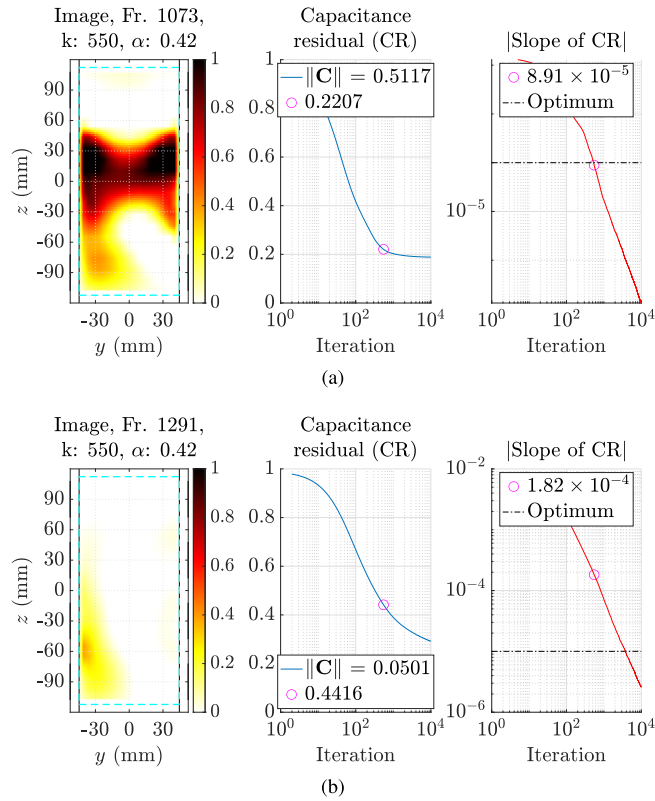 Image, Fr. 1073,
k: 550, α: 0.42
90
60
30
0
-30
-60
-90
z (mm)
-30 0 30
y (mm)
1
0.8
0.6
0.4
0.2
0
Capacitance
residual (CR)
‖C‖ = 0.5117
0.2207
1
0.8
0.6
0.4
0.2
0
10^0 10^2 10^4
Iteration
|Slope of CR|
8.91 × 10^-5
Optimum
10^-5
10^0 10^2 10^4
Iteration
(a)
Image, Fr. 1291,
k: 550, α: 0.42
90
60
30
0
-30
-60
-90
z (mm)
-30 0 30
y (mm)
1
0.8
0.6
0.4
0.2
0
Capacitance
residual (CR)
1
0.8
0.6
0.4
0.2
0
‖C‖ = 0.0501
0.4416
10^0 10^2 10^4
Iteration
|Slope of CR|
1.82 × 10^-4
Optimum
10^-2
10^-4
10^-6
10^0 10^2 10^4
Iteration
(b)